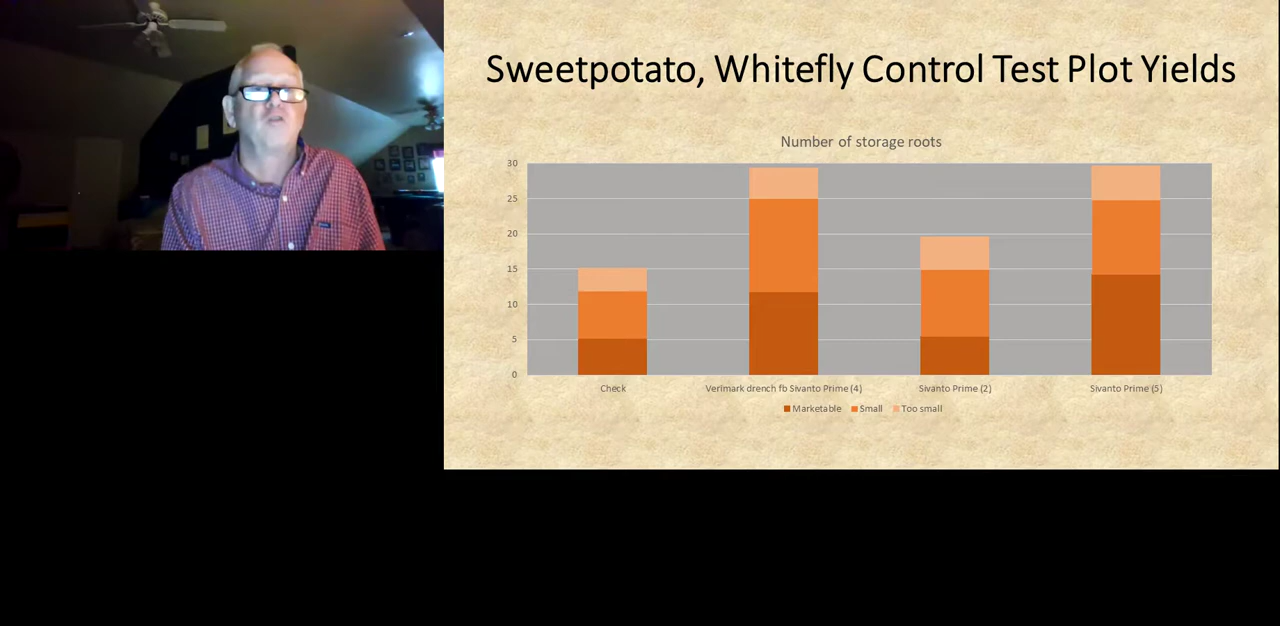 Sweetpotato, Whitefly Control Test Plot Yields
Number of storage roots
30
25
20
15
10
5
0
Check
Verimark drench fb Sivanto Prime (4)
Sivanto Prime (2)
Sivanto Prime (5)
Marketable
Small
Too small